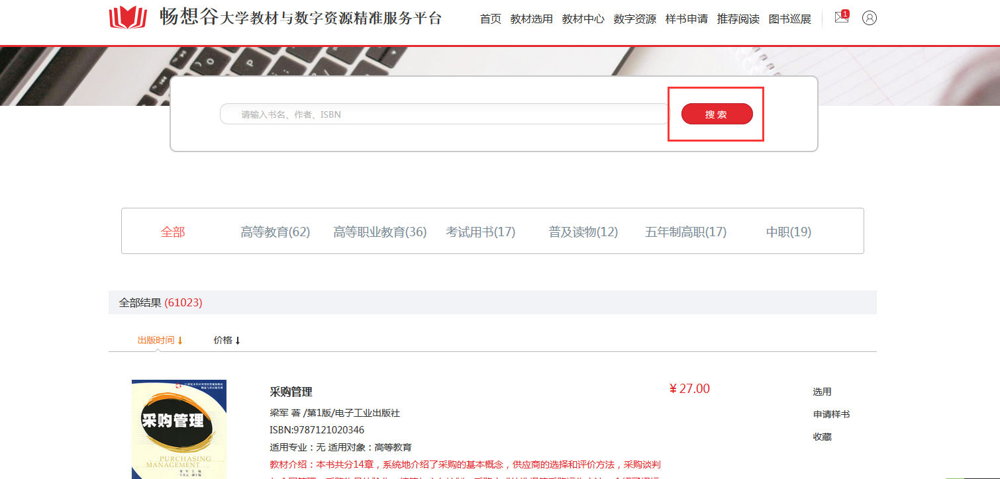 畅想谷大学教材与数字资源精准服务平台
首页 教材选用 教材中心 数字资源 样书申请 推荐阅读 图书巡展 1
请输入书名、作者、ISBN
搜 索
全部 高等教育(62) 高等职业教育(36) 考试用书(17) 普及读物(12) 五年制高职(17) 中职(19)
全部结果 (61023)
出版时间 价格
采购管理
¥ 27.00
选用
梁军 著 /第1版/电子工业出版社
申请样书
ISBN:9787121020346
收藏
适用专业：无 适用对象：高等教育
教材介绍：本书共分14章，系统地介绍了采购的基本概念，供应商的选择和评价方法，采购谈判
采购管理
PURCHASING
MANAGEMENT